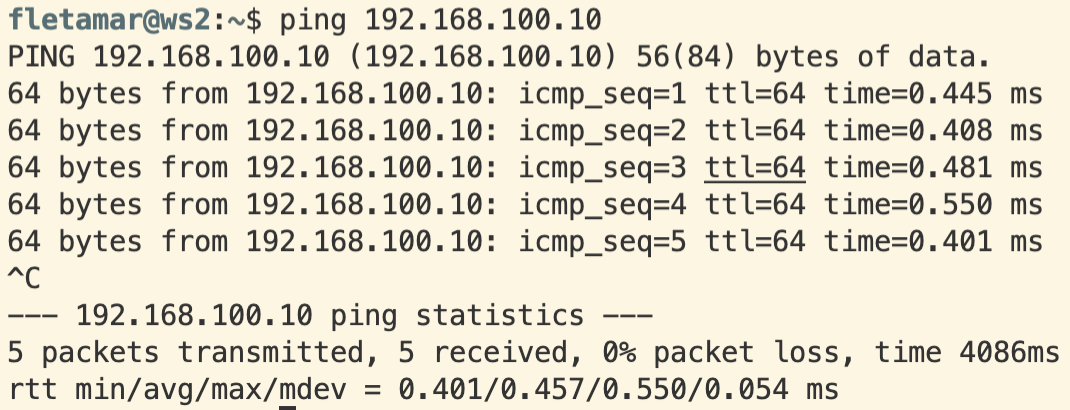 fletamar@ws2:~$ ping 192.168.100.10
PING 192.168.100.10 (192.168.100.10) 56(84) bytes of data.
64 bytes from 192.168.100.10: icmp_seq=1 ttl=64 time=0.445 ms
64 bytes from 192.168.100.10: icmp_seq=2 ttl=64 time=0.408 ms
64 bytes from 192.168.100.10: icmp_seq=3 ttl=64 time=0.481 ms
64 bytes from 192.168.100.10: icmp_seq=4 ttl=64 time=0.550 ms
64 bytes from 192.168.100.10: icmp_seq=5 ttl=64 time=0.401 ms
^C
--- 192.168.100.10 ping statistics ---
5 packets transmitted, 5 received, 0% packet loss, time 4086ms
rtt min/avg/max/mdev = 0.401/0.457/0.550/0.054 ms